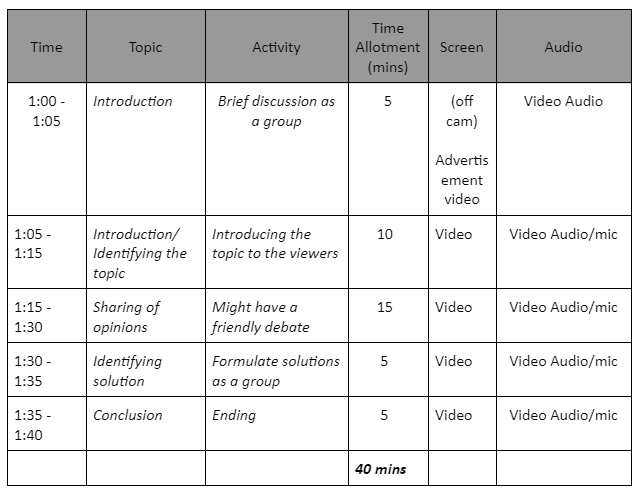 Time Topic Activity Time Allotment (mins) Screen Audio
1:00 - 1:05 Introduction Brief discussion as a group 5 (off cam) Advertis ement video Video Audio
1:05 - 1:15 Introduction/ Identifying the topic Introducing the topic to the viewers 10 Video Video Audio/mic
1:15 - 1:30 Sharing of opinions Might have a friendly debate 15 Video Video Audio/mic
1:30 - 1:35 Identifying solution Formulate solutions as a group 5 Video Video Audio/mic
1:35 - 1:40 Conclusion Ending 5 Video Video Audio/mic
40 mins